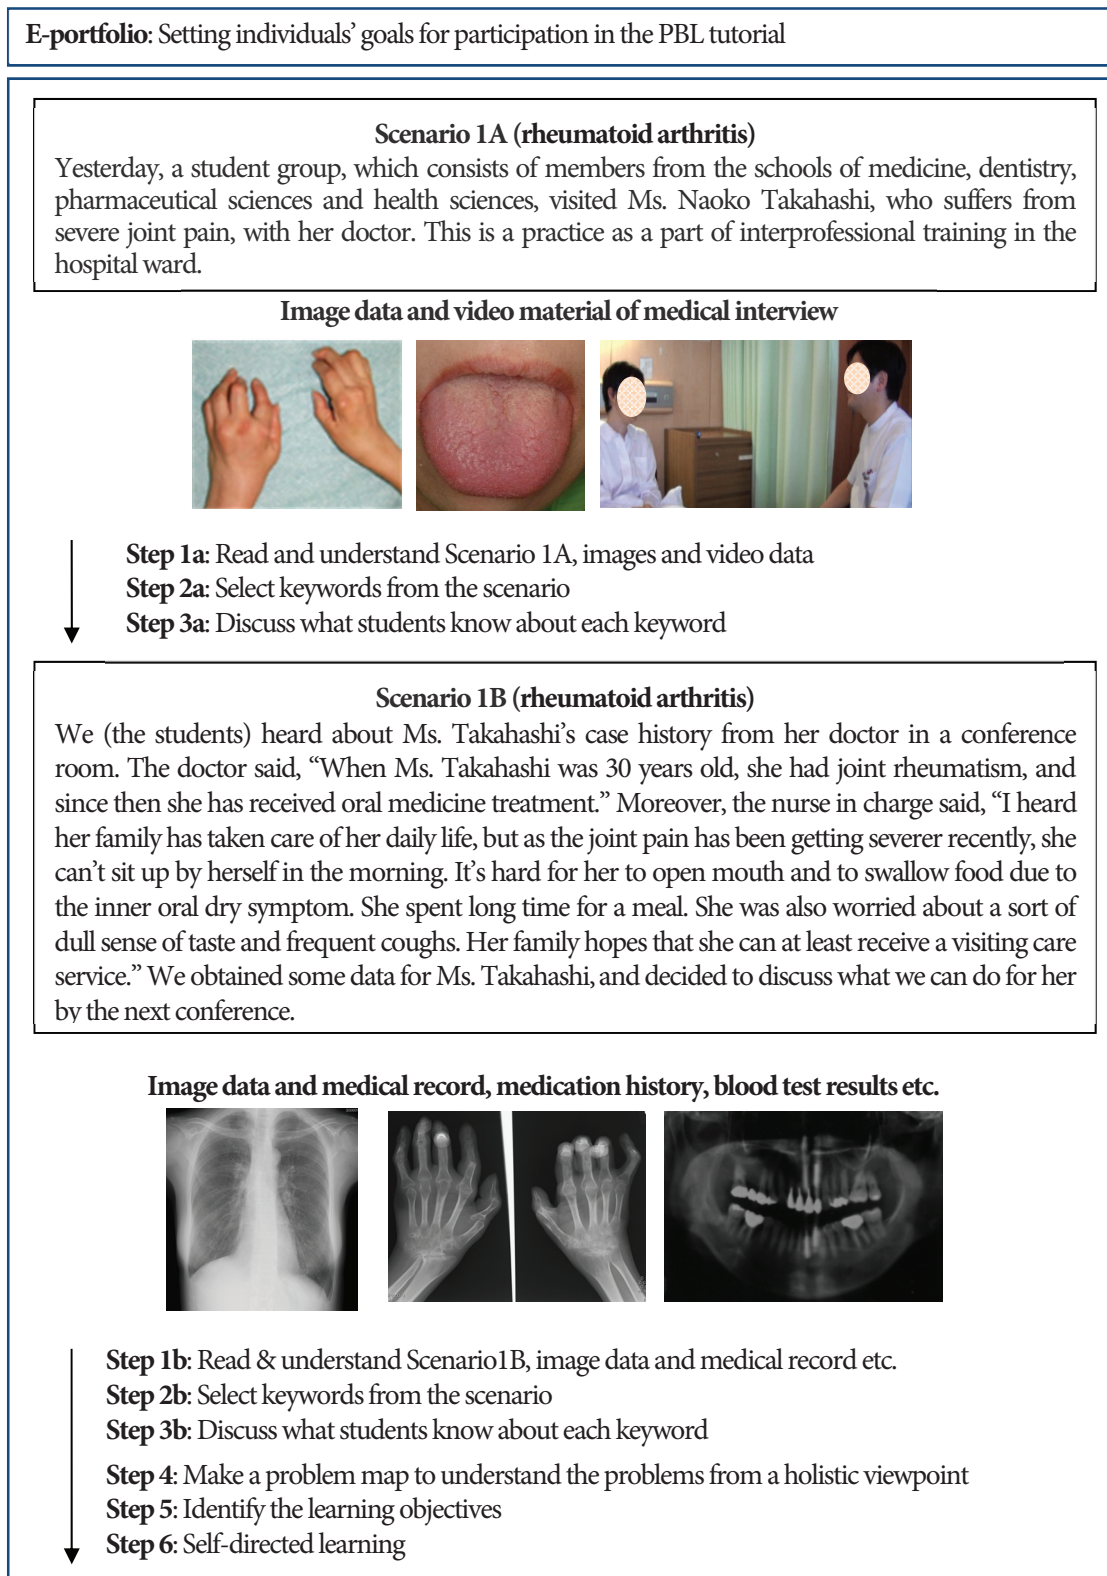 E-portfolio: Setting individuals' goals for participation in the PBL tutorial
Scenario 1A (rheumatoid arthritis)
Yesterday, a student group, which consists of members from the schools of medicine, dentistry,
pharmaceutical sciences and health sciences, visited Ms. Naoko Takahashi, who suffers from
severe joint pain, with her doctor. This is a practice as a part of interprofessional training in the
hospital ward.
Image data and video material of medical interview
Step 1a: Read and understand Scenario 1A, images and video data
Step 2a: Select keywords from the scenario
Step 3a: Discuss what students know about each keyword
Scenario 1B (rheumatoid arthritis)
We (the students) heard about Ms. Takahashi's case history from her doctor in a conference
room. The doctor said, “When Ms. Takahashi was 30 years old, she had joint rheumatism, and
since then she has received oral medicine treatment.” Moreover, the nurse in charge said, “I heard
her family has taken care of her daily life, but as the joint pain has been getting severer recently, she
can't sit up by herself in the morning. It's hard for her to open mouth and to swallow food due to
the inner oral dry symptom. She spent long time for a meal. She was also worried about a sort of
dull sense of taste and frequent coughs. Her family hopes that she can at least receive a visiting care
service.” We obtained some data for Ms. Takahashi, and decided to discuss what we can do for her
by the next conference.
Image data and medical record, medication history, blood test results etc.
Step 1b: Read & understand Scenario1B, image data and medical record etc.
Step 2b: Select keywords from the scenario
Step 3b: Discuss what students know about each keyword
Step 4: Make a problem map to understand the problems from a holistic viewpoint
Step 5: Identify the learning objectives
Step 6: Self-directed learning